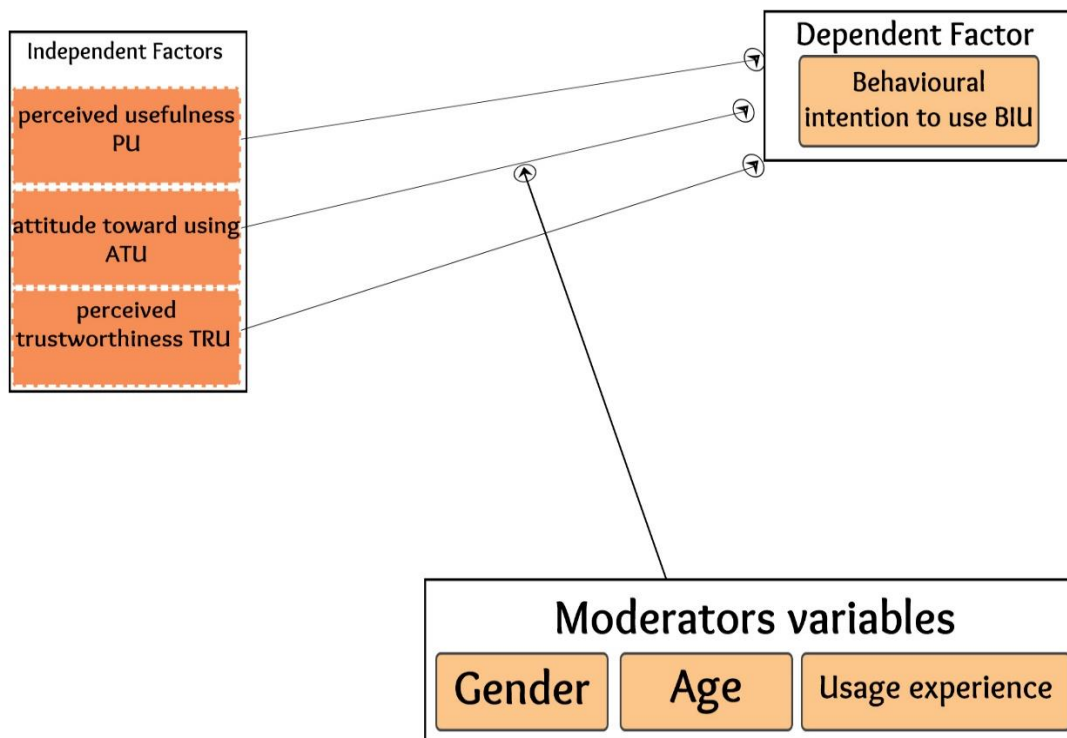 Independent Factors
perceived usefulness
PU
attitude toward using
ATU
perceived
trustworthiness TRU
Dependent Factor
Behavioural
intention to use BIU
Moderators variables
Gender
Age
Usage experience